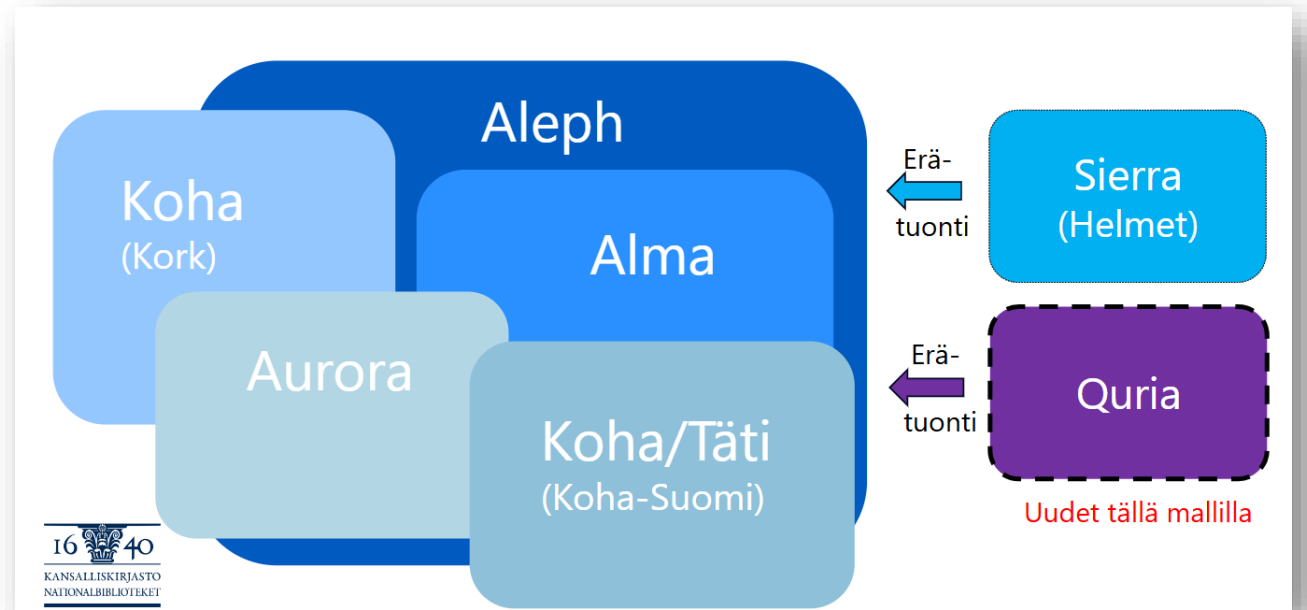 Aleph
Koha
(Kork)
Alma
Aurora
Koha/Täti
(Koha-Suomi)
Erä-
tuonti
Sierra
(Helmet)
Erä-
tuonti
Quria
Uudet tällä mallilla
16 40
KANSALLISKIRJASTO
NATIONALBIBLIOTEKET